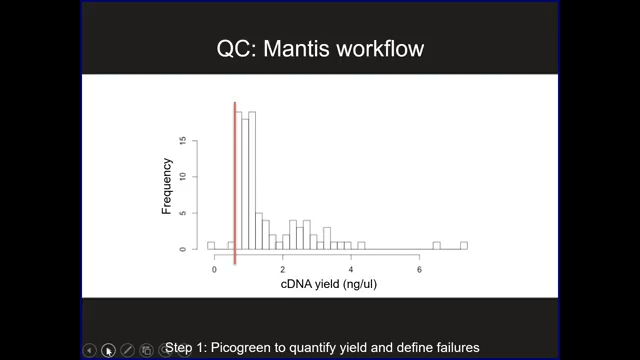 QC: Mantis workflow
Frequency
15
10
5
0
0 2 4 6
cDNA yield (ng/ul)
Step 1: Picogreen to quantify yield and define failures